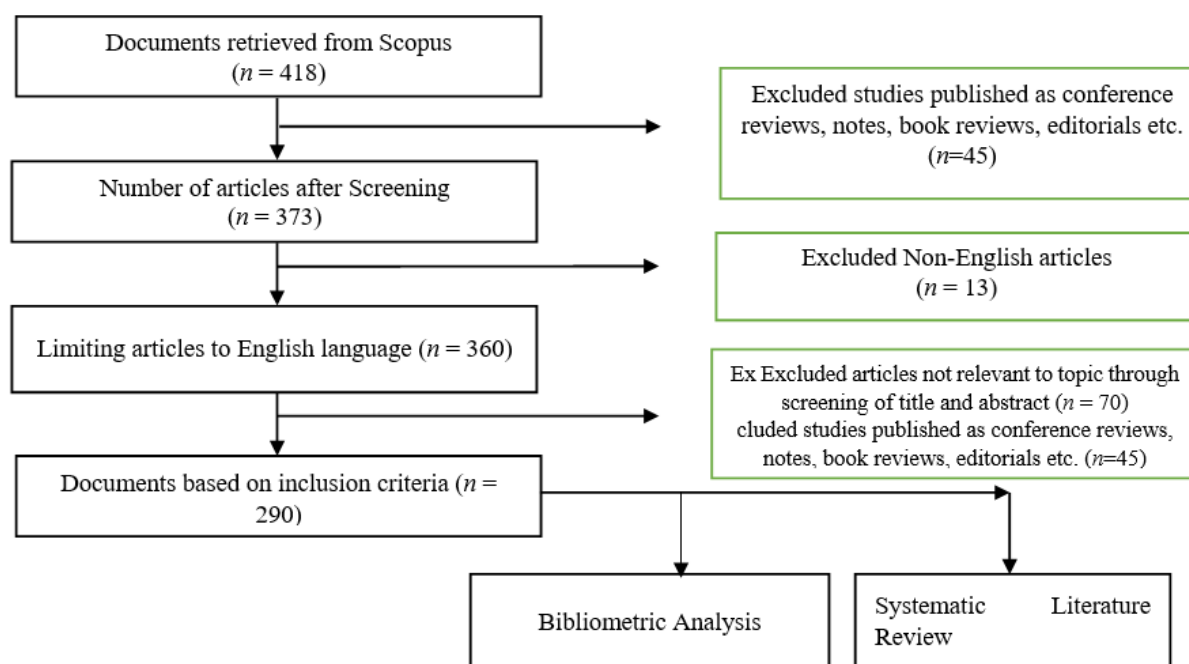 Documents retrieved from Scopus
(n = 418)
Excluded studies published as conference
reviews, notes, book reviews, editorials etc.
(n=45)
Number of articles after Screening
(n = 373)
Excluded Non-English articles
(n = 13)
Limiting articles to English language (n = 360)
Ex Excluded articles not relevant to topic through
screening of title and abstract (n = 70)
cluded studies published as conference reviews,
notes, book reviews, editorials etc. (n=45)
Documents based on inclusion criteria (n =
290)
Bibliometric Analysis
Systematic Literature
Review